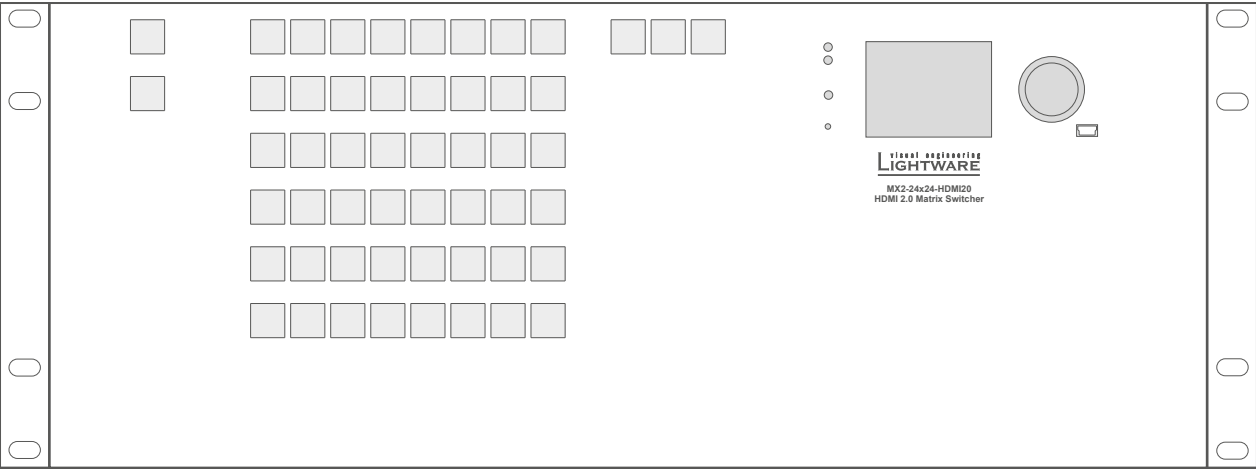 visual engineering
LIGHTWARE
MX2-24x24-HDMI20
HDMI 2.0 Matrix Switcher